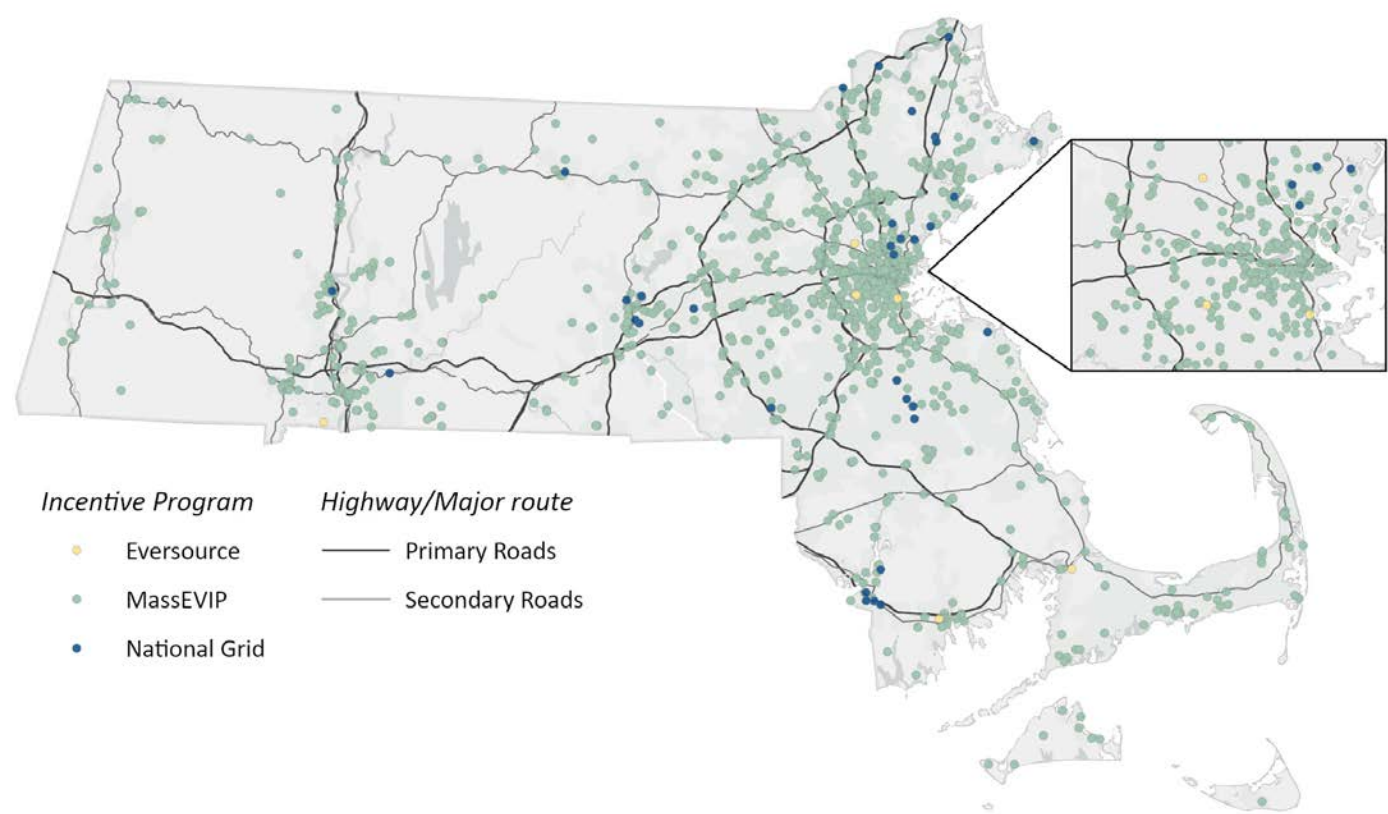 Incentive Program
Highway/Major route
Eversource
Primary Roads
MassEVIP
Secondary Roads
National Grid